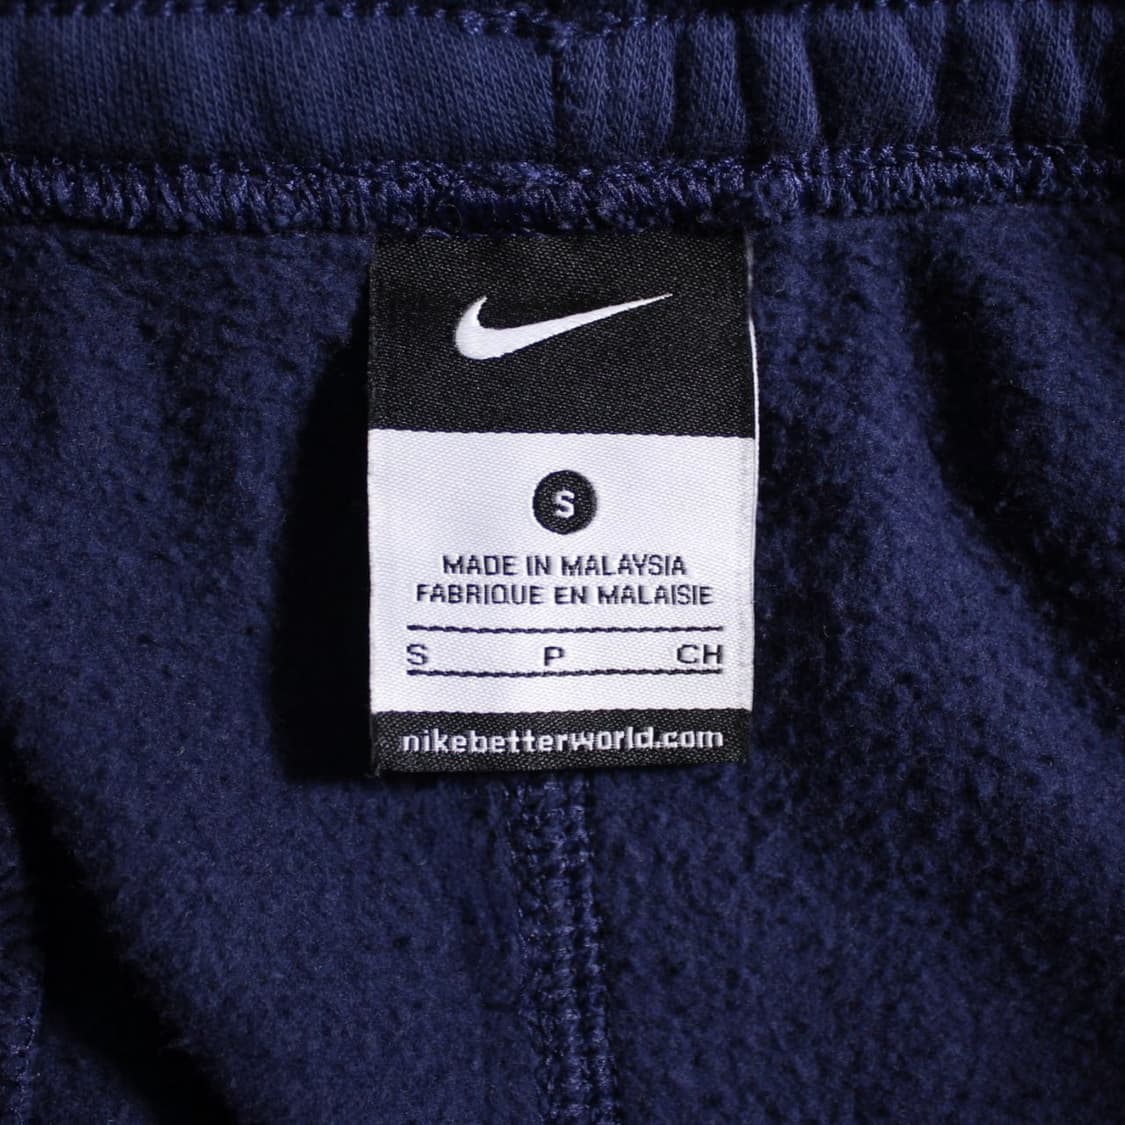 S
MADE IN MALAYSIA
FABRIQUE EN MALAISIE
S P CH
nikebetterworld.com